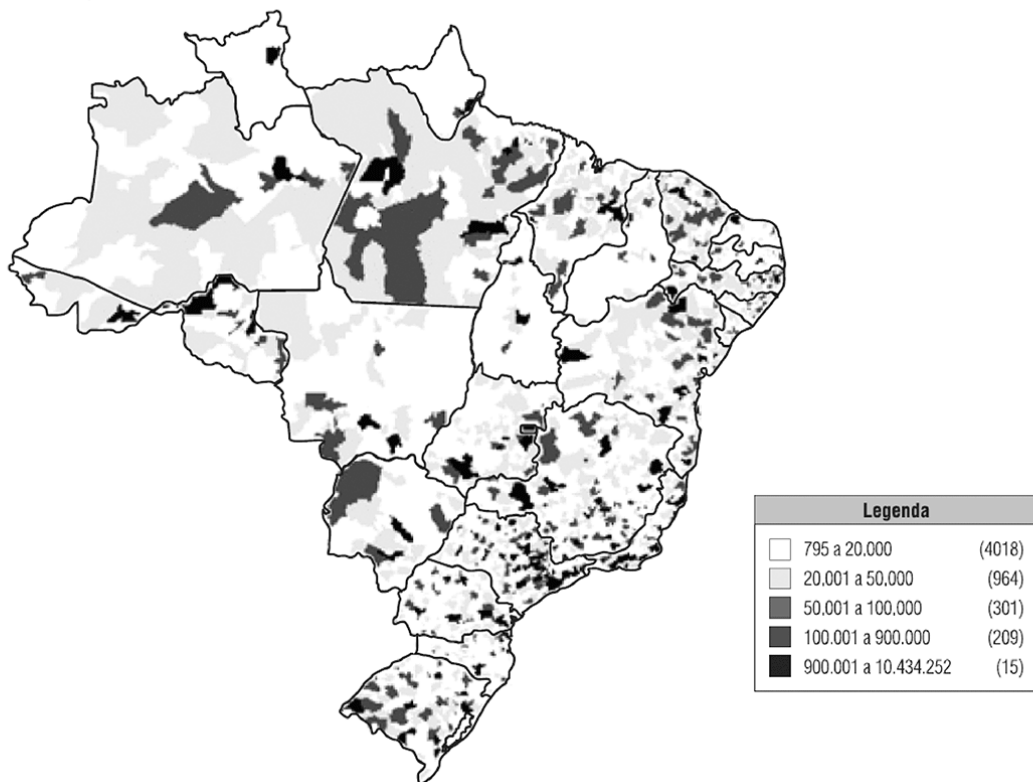 Legenda
795 a 20.000 (4018)
20.001 a 50.000 (964)
50.001 a 100.000 (301)
100.001 a 900.000 (209)
900.001 a 10.434.252 (15)